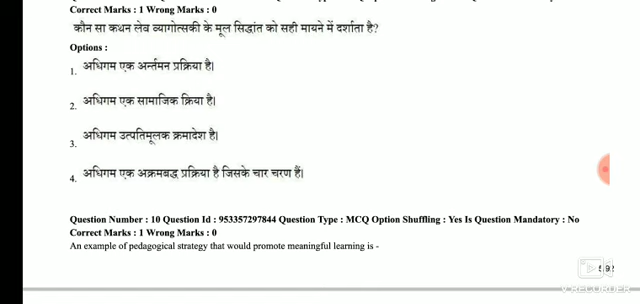 Correct Marks : 1 Wrong Marks : 0
कौन सा कथन लेव व्यागोत्सकी के मूल सिद्धांत को सही मायने में दर्शाता है?
Options :
1. अधिगम एक अर्न्तमन प्रक्रिया है।
2. अधिगम एक सामाजिक क्रिया है।
3. अधिगम उत्पतिमूलक क्रमादेश है।
4. अधिगम एक अक्रमबद्ध प्रक्रिया है जिसके चार चरण हैं।
Question Number : 10 Question Id : 953357297844 Question Type : MCQ Option Shuffling : Yes Is Question Mandatory : No
Correct Marks : 1 Wrong Marks : 0
An example of pedagogical strategy that would promote meaningful learning is -
V RECORDER